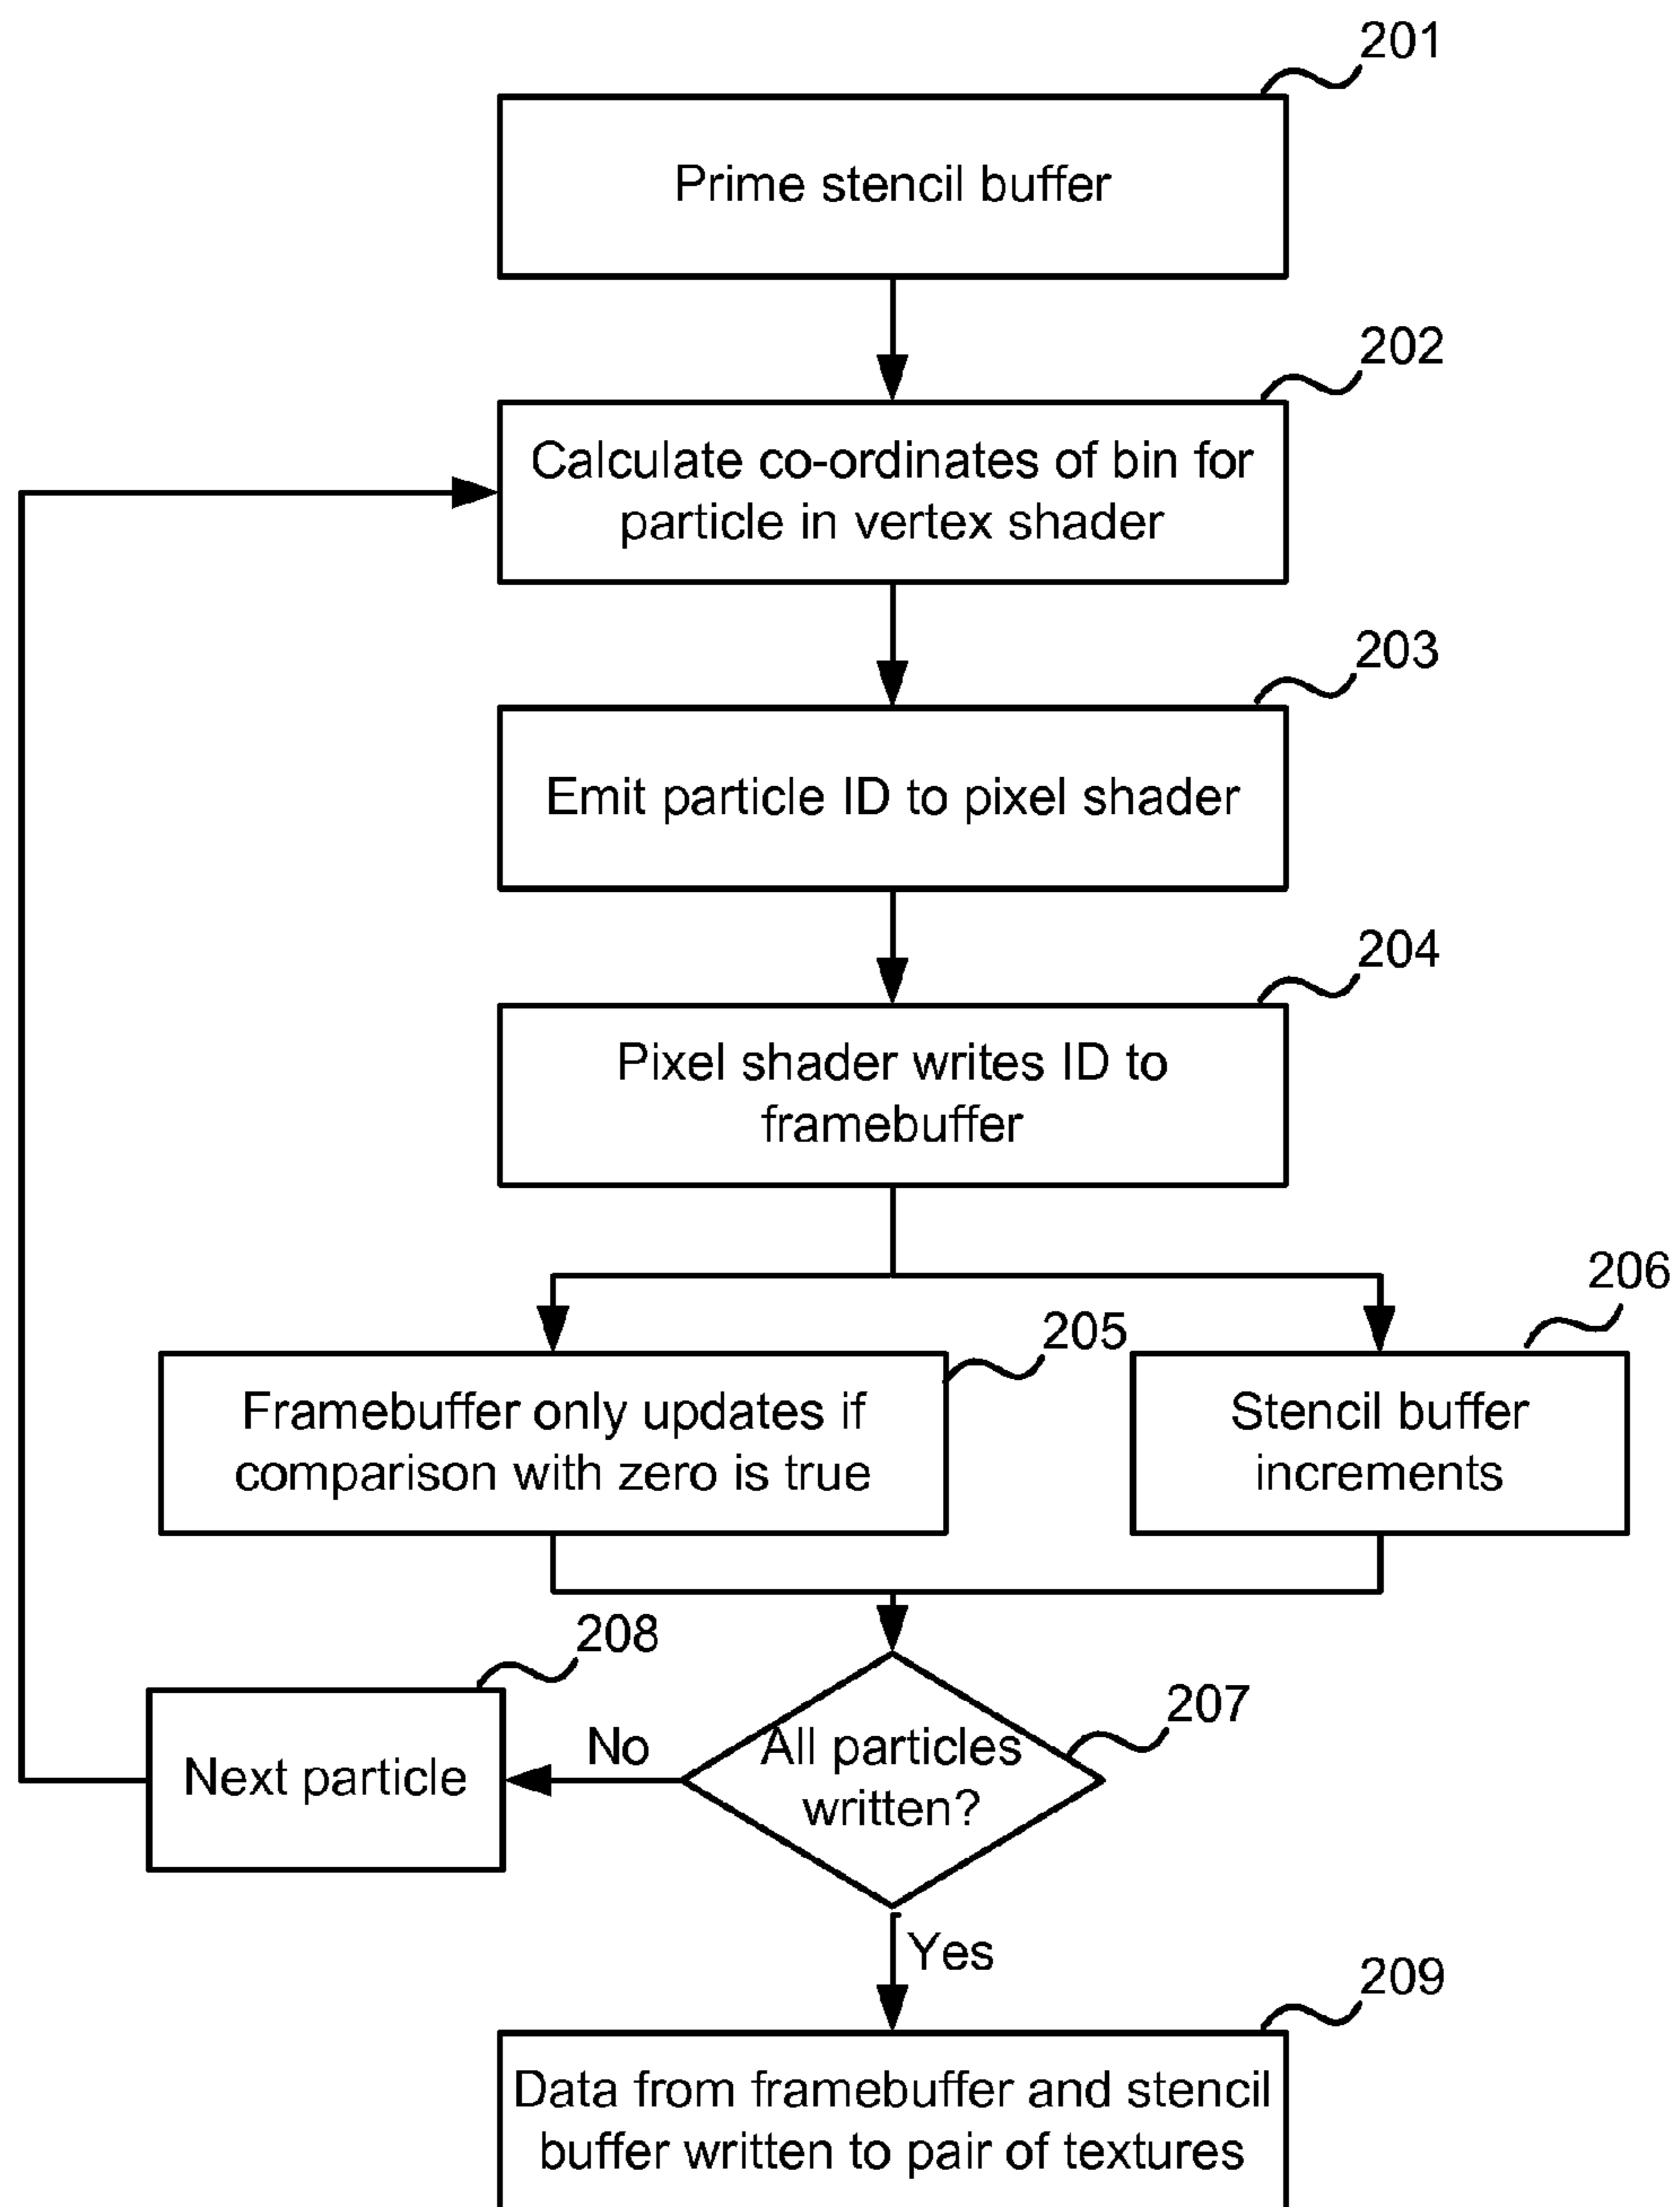 201
Prime stencil buffer
202
Calculate co-ordinates of bin for
particle in vertex shader
203
Emit particle ID to pixel shader
204
Pixel shader writes ID to
framebuffer
205
Framebuffer only updates if
comparison with zero is true
206
Stencil buffer
increments
207
All particles
written?
No
208
Next particle
Yes
209
Data from framebuffer and stencil
buffer written to pair of textures